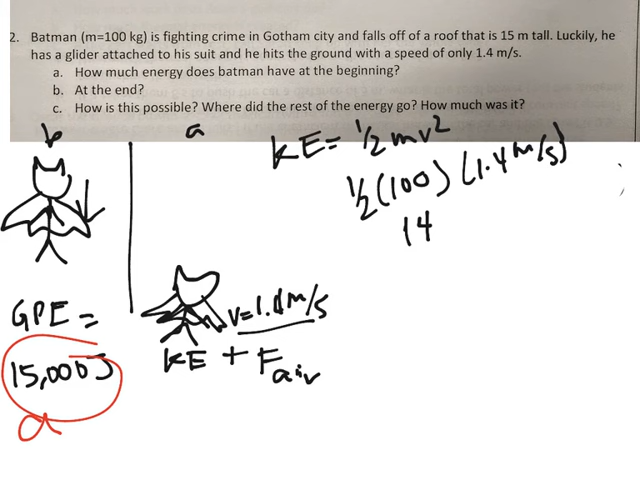 2. Batman (m=100 kg) is fighting crime in Gotham city and falls off of a roof that is 15 m tall. Luckily, he
has a glider attached to his suit and he hits the ground with a speed of only 1.4 m/s.
a. How much energy does batman have at the beginning?
b. At the end?
c. How is this possible? Where did the rest of the energy go? How much was it?
b
a
KE = 1/2 mv²
1/2 (100) (1.4 m/s)
14
GPE =
15,000J
a
V=1.4 m/s
KE + Fair